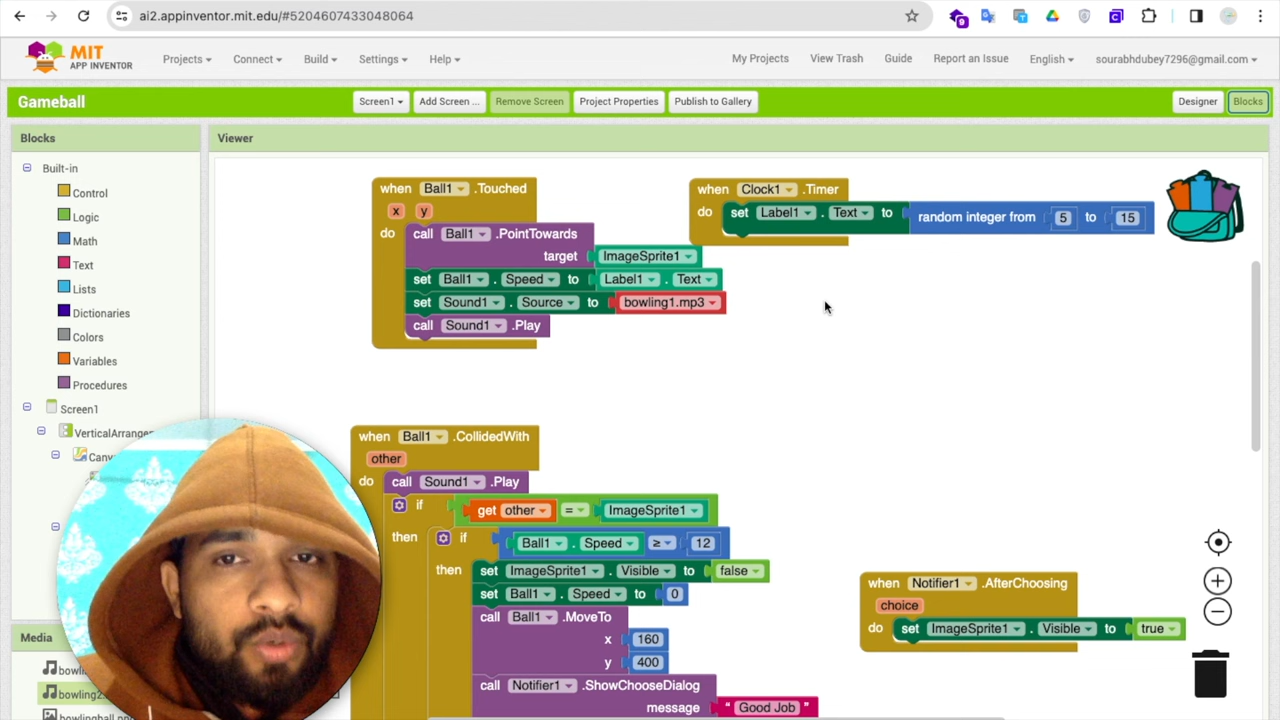 ai2.appinventor.mit.edu/#5204607433048064
9
MIT
APP INVENTOR
Projects
Connect
Build
Settings
Help
My Projects
View Trash
Guide
Report an Issue
English
sourabhdubey7296@gmail.com
Gameball
Screen1
Add Screen ...
Remove Screen
Project Properties
Publish to Gallery
Designer
Blocks
Blocks
Viewer
Built-in
Control
Logic
Math
Text
Lists
Dictionaries
Colors
Variables
Procedures
Screen1
VerticalArrangen
Canv
Media
bowlin
bowling2
bowlingball.png
when Ball1 .Touched
x y
do call Ball1 .PointTowards
target ImageSprite1
set Ball1 . Speed to Label1 . Text
set Sound1 . Source to bowling1.mp3
call Sound1 .Play
when Clock1 .Timer
do set Label1 . Text to random integer from 5 to 15
when Ball1 .CollidedWith
other
do call Sound1 .Play
if get other = ImageSprite1
then if Ball1 . Speed ≥ 12
then set ImageSprite1 . Visible to false
set Ball1 . Speed to 0
call Ball1 .MoveTo
x 160
y 400
call Notifier1 .ShowChooseDialog
message “ Good Job ”
when Notifier1 .AfterChoosing
choice
do set ImageSprite1 . Visible to true